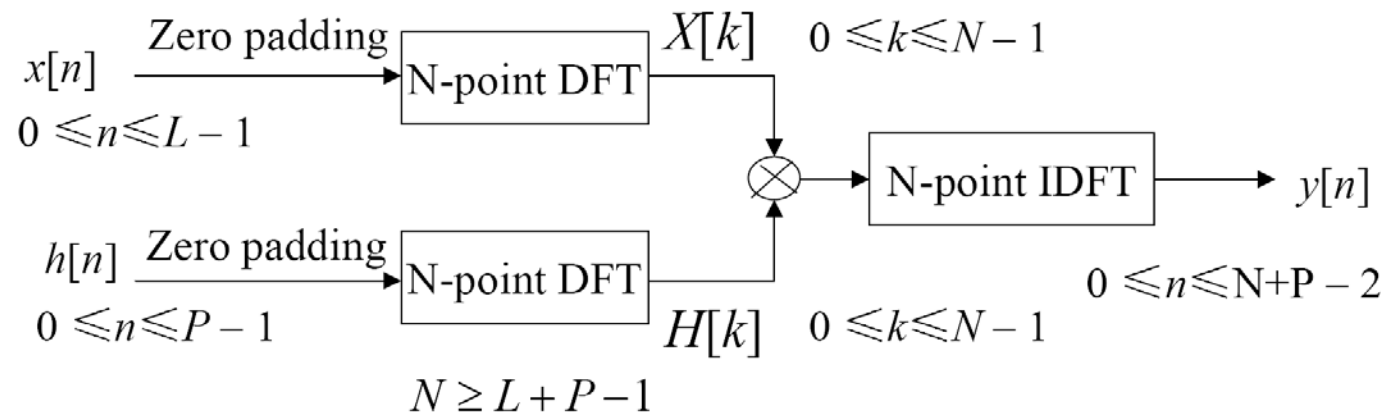 Zero padding
x[n]
0 ≤ n ≤ L – 1
N-point DFT
X[k]
0 ≤ k ≤ N – 1
N-point IDFT
y[n]
0 ≤ n ≤ N+P – 2
h[n]
Zero padding
0 ≤ n ≤ P – 1
N-point DFT
H[k]
0 ≤ k ≤ N – 1
N ≥ L + P –1